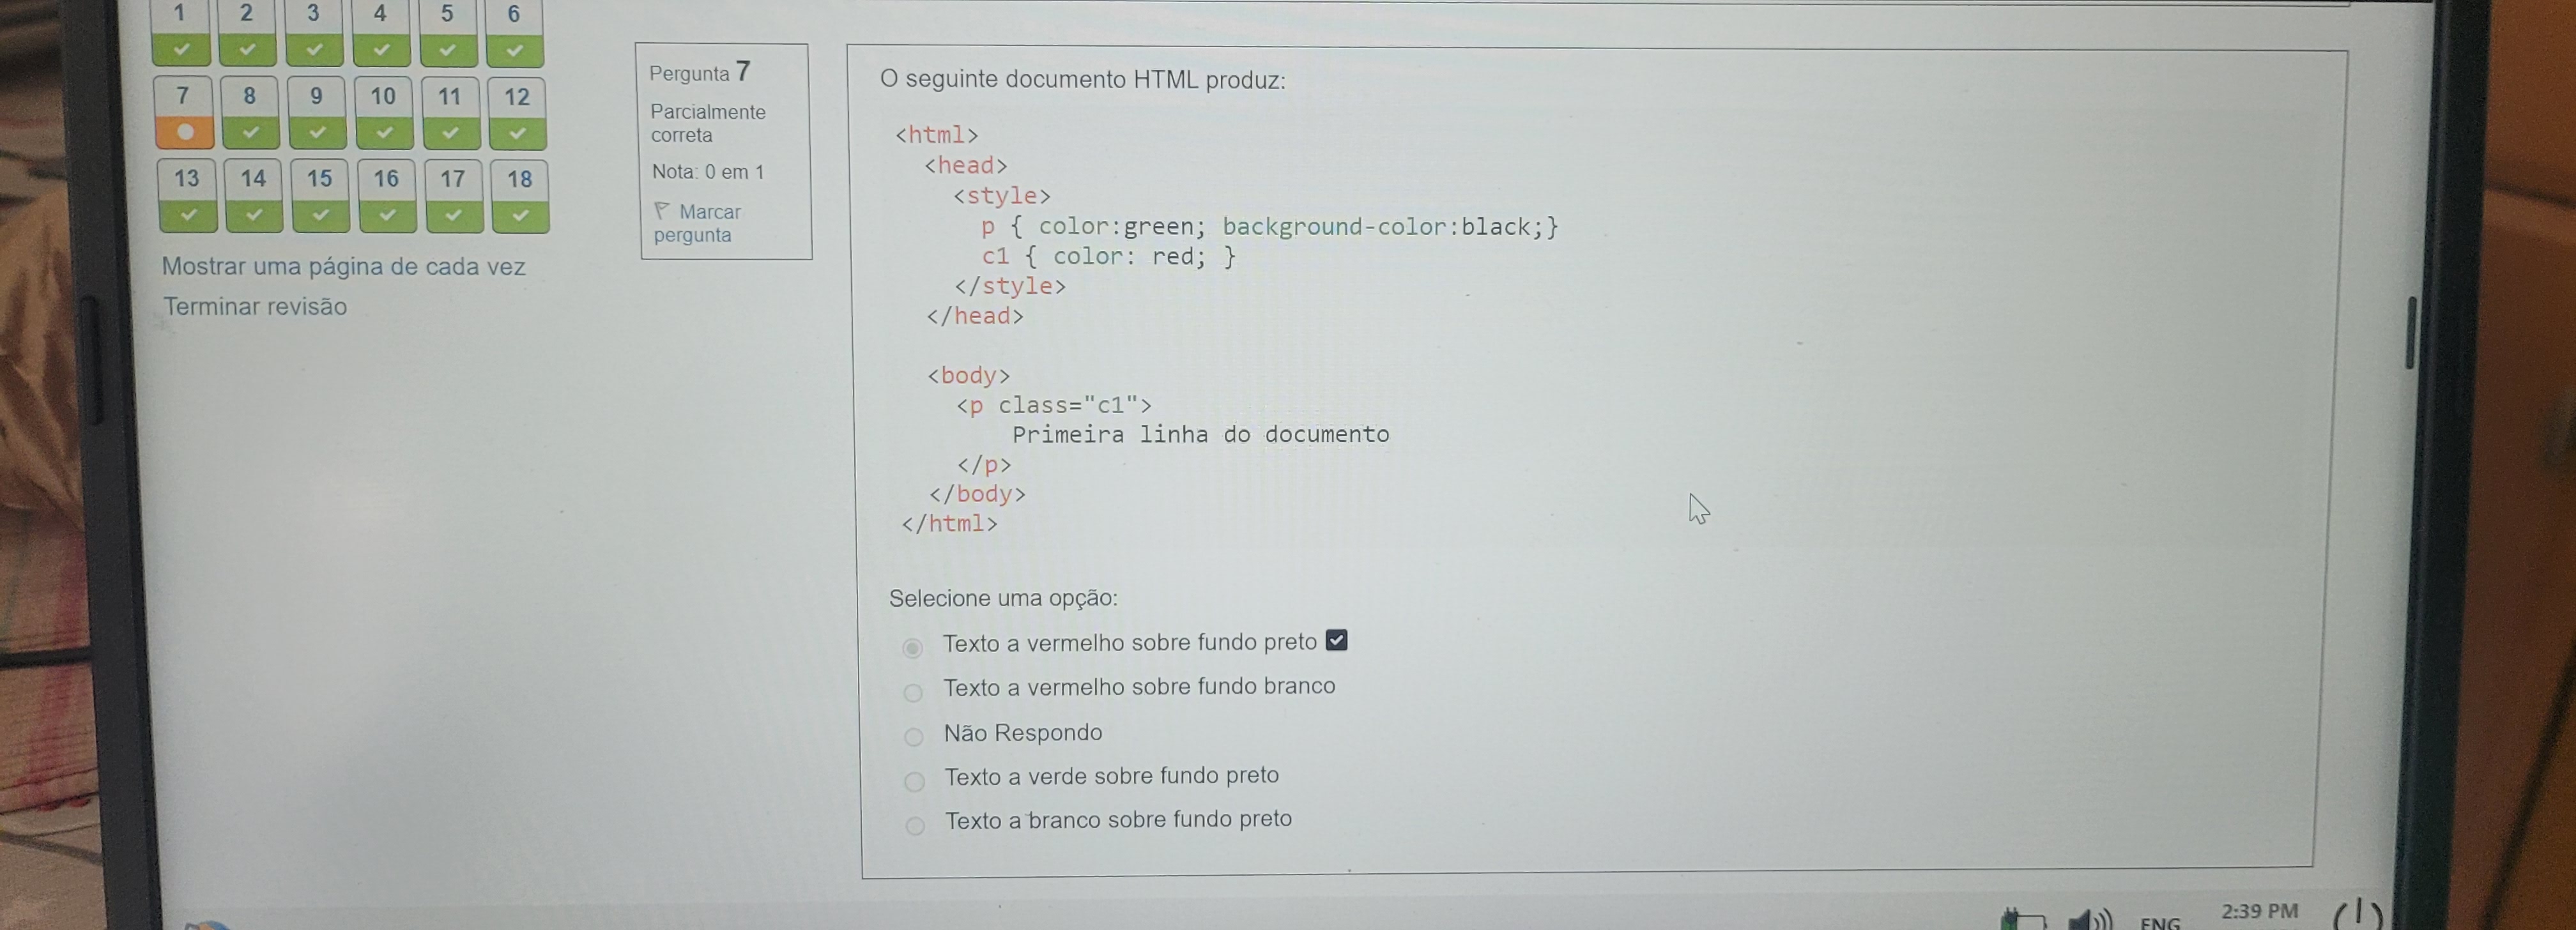 1 2 3 4 5 6
7 8 9 10 11 12
13 14 15 16 17 18
Mostrar uma página de cada vez
Terminar revisão
Pergunta 7
Parcialmente
correta
Nota: 0 em 1
Marcar
pergunta
O seguinte documento HTML produz:
<html>
<head>
<style>
p { color:green; background-color:black;}
c1 { color: red; }
</style>
</head>
<body>
<p class="c1">
Primeira linha do documento
</p>
</body>
</html>
Selecione uma opção:
Texto a vermelho sobre fundo preto
Texto a vermelho sobre fundo branco
Não Respondo
Texto a verde sobre fundo preto
Texto a branco sobre fundo preto
ENG
2:39 PM